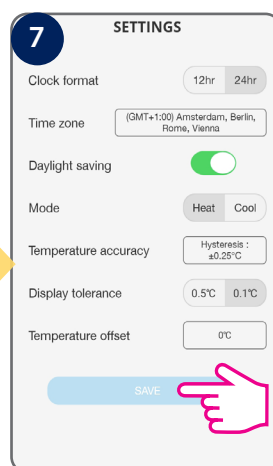 7
SETTINGS
Clock format
12hr 24hr
Time zone
(GMT+1:00) Amsterdam, Berlin,
Rome, Vienna
Daylight saving
Mode
Heat Cool
Temperature accuracy
Hysteresis :
±0.25°C
Display tolerance
0.5°C 0.1°C
Temperature offset
0°C
SAVE